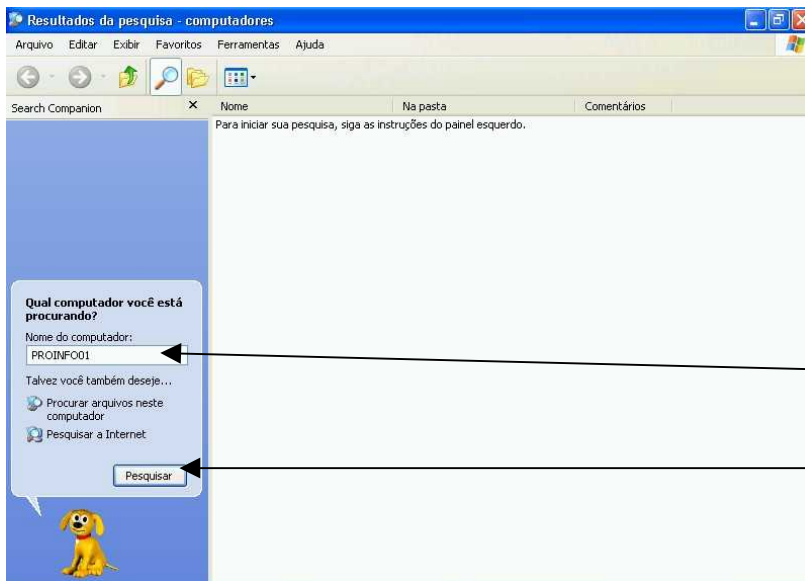 Resultados da pesquisa - computadores
Arquivo Editar Exibir Favoritos Ferramentas Ajuda
Search Companion
Nome Na pasta Comentários
Para iniciar sua pesquisa, siga as instruções do painel esquerdo.
Qual computador você está
procurando?
Nome do computador:
PROINFO01
Talvez você também deseje...
Procurar arquivos neste
computador
Pesquisar a Internet
Pesquisar